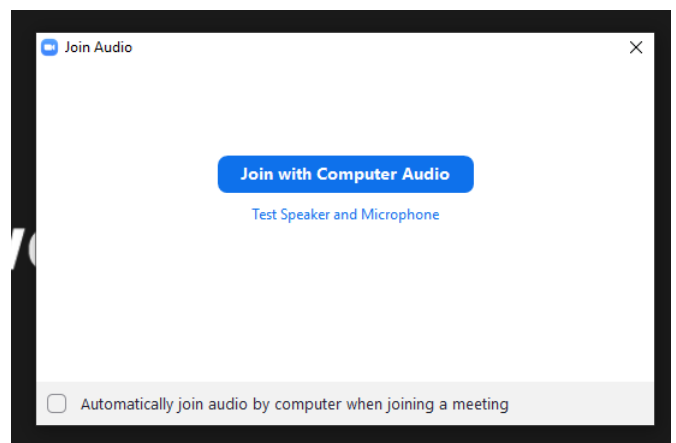 Join Audio
Join with Computer Audio
Test Speaker and Microphone
Automatically join audio by computer when joining a meeting